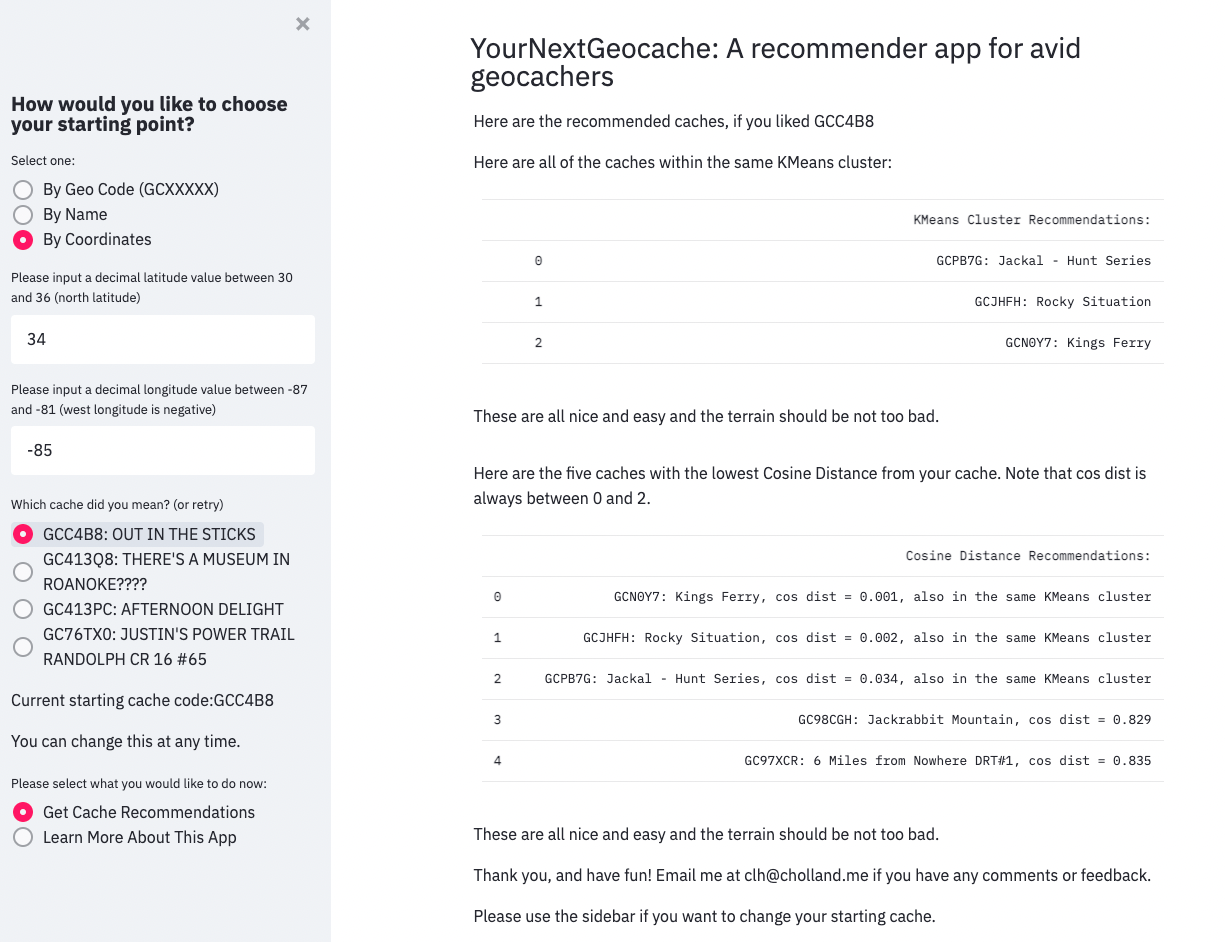 ×
How would you like to choose
your starting point?
Select one:
By Geo Code (GCXXXXX)
By Name
By Coordinates
Please input a decimal latitude value between 30
and 36 (north latitude)
34
Please input a decimal longitude value between -87
and -81 (west longitude is negative)
-85
Which cache did you mean? (or retry)
GCC4B8: OUT IN THE STICKS
GC413Q8: THERE'S A MUSEUM IN
ROANOKE????
GC413PC: AFTERNOON DELIGHT
GC76TX0: JUSTIN'S POWER TRAIL
RANDOLPH CR 16 #65
Current starting cache code:GCC4B8
You can change this at any time.
Please select what you would like to do now:
Get Cache Recommendations
Learn More About This App
YourNextGeocache: A recommender app for avid
geocachers
Here are the recommended caches, if you liked GCC4B8
Here are all of the caches within the same KMeans cluster:
KMeans Cluster Recommendations:
0 GCPB7G: Jackal - Hunt Series
1 GCJHFH: Rocky Situation
2 GCN0Y7: Kings Ferry
These are all nice and easy and the terrain should be not too bad.
Here are the five caches with the lowest Cosine Distance from your cache. Note that cos dist is
always between 0 and 2.
Cosine Distance Recommendations:
0 GCN0Y7: Kings Ferry, cos dist = 0.001, also in the same KMeans cluster
1 GCJHFH: Rocky Situation, cos dist = 0.002, also in the same KMeans cluster
2 GCPB7G: Jackal - Hunt Series, cos dist = 0.034, also in the same KMeans cluster
3 GC98CGH: Jackrabbit Mountain, cos dist = 0.829
4 GC97XCR: 6 Miles from Nowhere DRT#1, cos dist = 0.835
These are all nice and easy and the terrain should be not too bad.
Thank you, and have fun! Email me at clh@cholland.me if you have any comments or feedback.
Please use the sidebar if you want to change your starting cache.